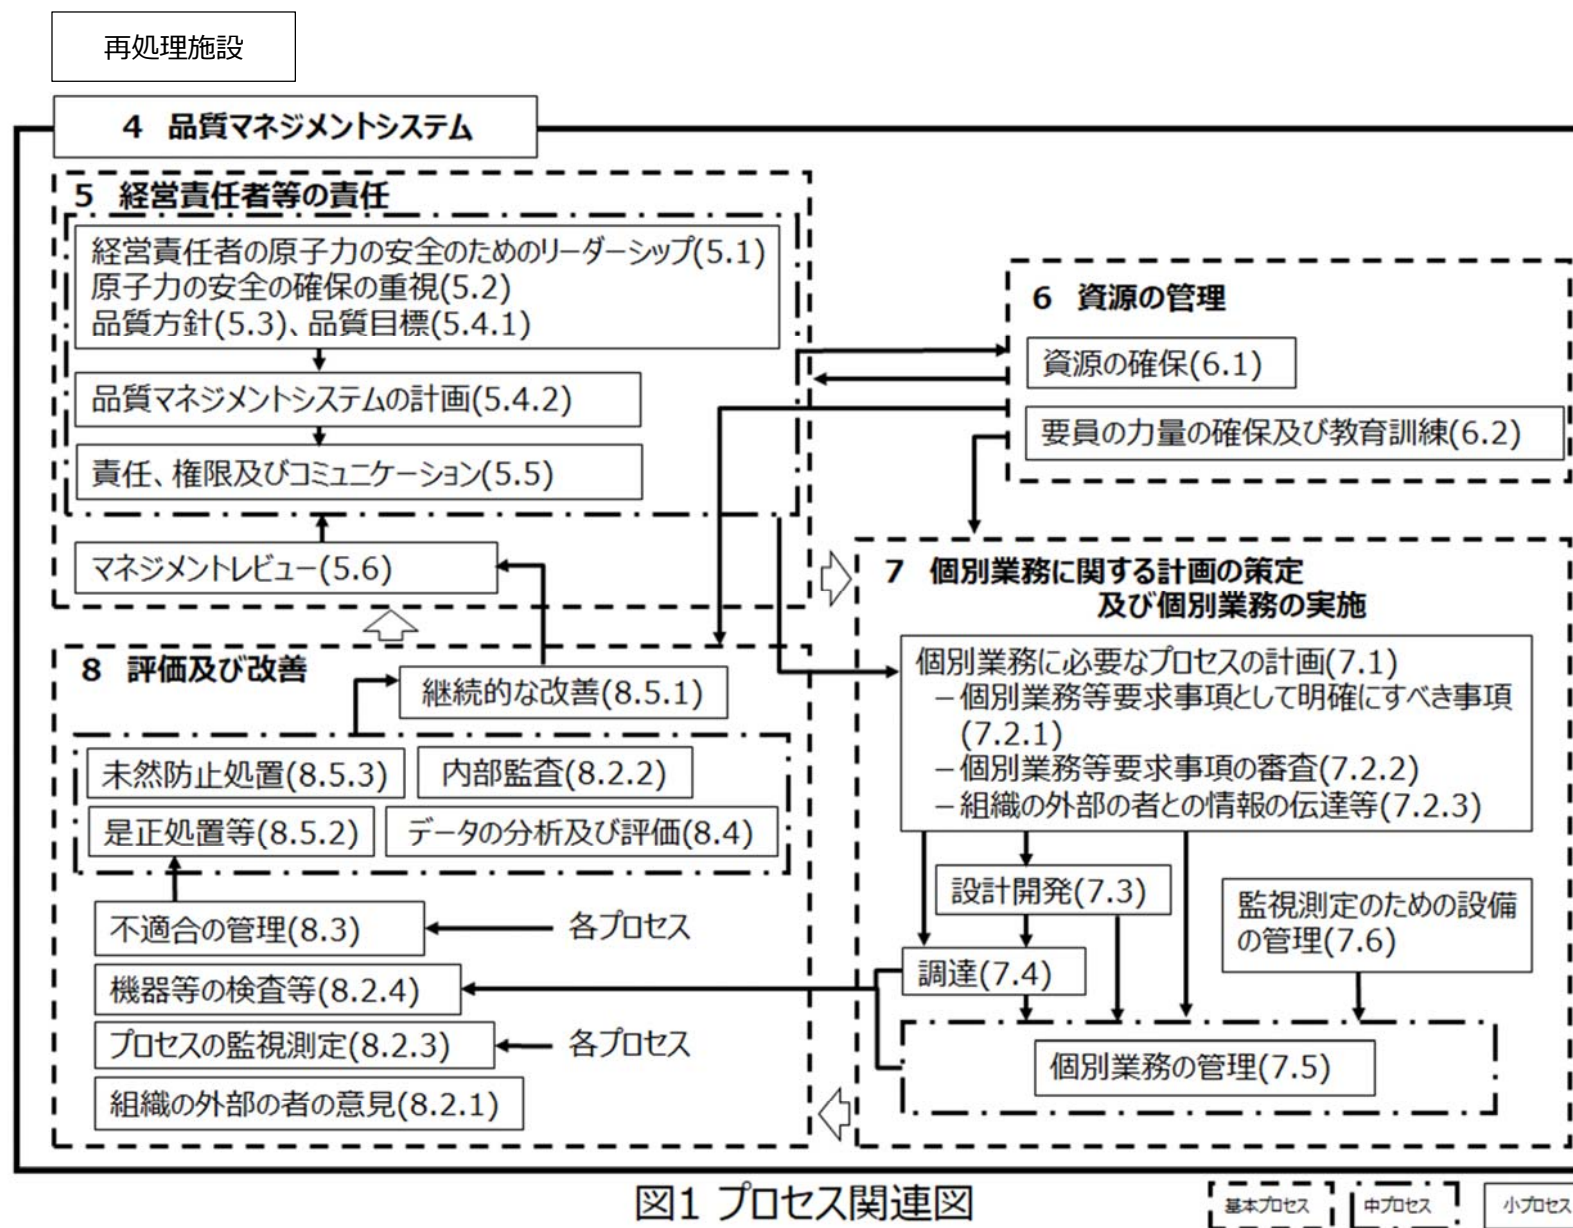 再処理施設
4 品質マネジメントシステム
5 経営責任者等の責任
経営責任者の原子力の安全のためのリーダーシップ(5.1)
原子力の安全の確保の重視(5.2)
品質方針(5.3)、品質目標(5.4.1)
品質マネジメントシステムの計画(5.4.2)
責任、権限及びコミュニケーション(5.5)
マネジメントレビュー(5.6)
6 資源の管理
資源の確保(6.1)
要員の力量の確保及び教育訓練(6.2)
7 個別業務に関する計画の策定
及び個別業務の実施
個別業務に必要なプロセスの計画(7.1)
－個別業務等要求事項として明確にすべき事項
(7.2.1)
－個別業務等要求事項の審査(7.2.2)
－組織の外部の者との情報の伝達等(7.2.3)
設計開発(7.3)
調達(7.4)
監視測定のための設備
の管理(7.6)
個別業務の管理(7.5)
8 評価及び改善
継続的な改善(8.5.1)
未然防止処置(8.5.3)
内部監査(8.2.2)
是正処置等(8.5.2)
データの分析及び評価(8.4)
不適合の管理(8.3)
各プロセス
機器等の検査等(8.2.4)
プロセスの監視測定(8.2.3)
各プロセス
組織の外部の者の意見(8.2.1)
図1 プロセス関連図
基本プロセス
中プロセス
小プロセス